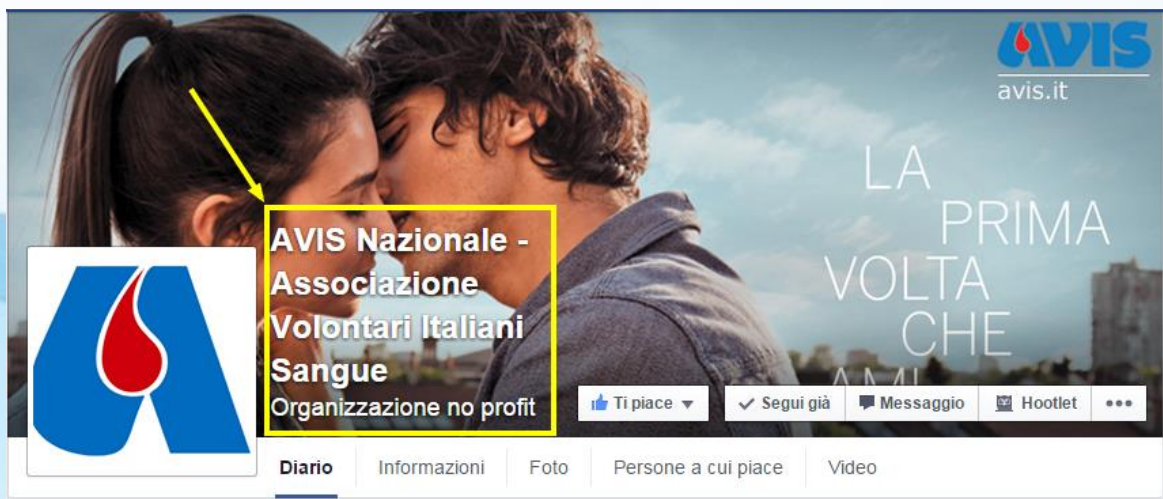 AVIS
avis.it
LA
PRIMA
VOLTA
CHE
AMI
AVIS Nazionale -
Associazione
Volontari Italiani
Sangue
Organizzazione no profit
Ti piace
Segui già
Messaggio
Hootlet
Diario
Informazioni
Foto
Persone a cui piace
Video